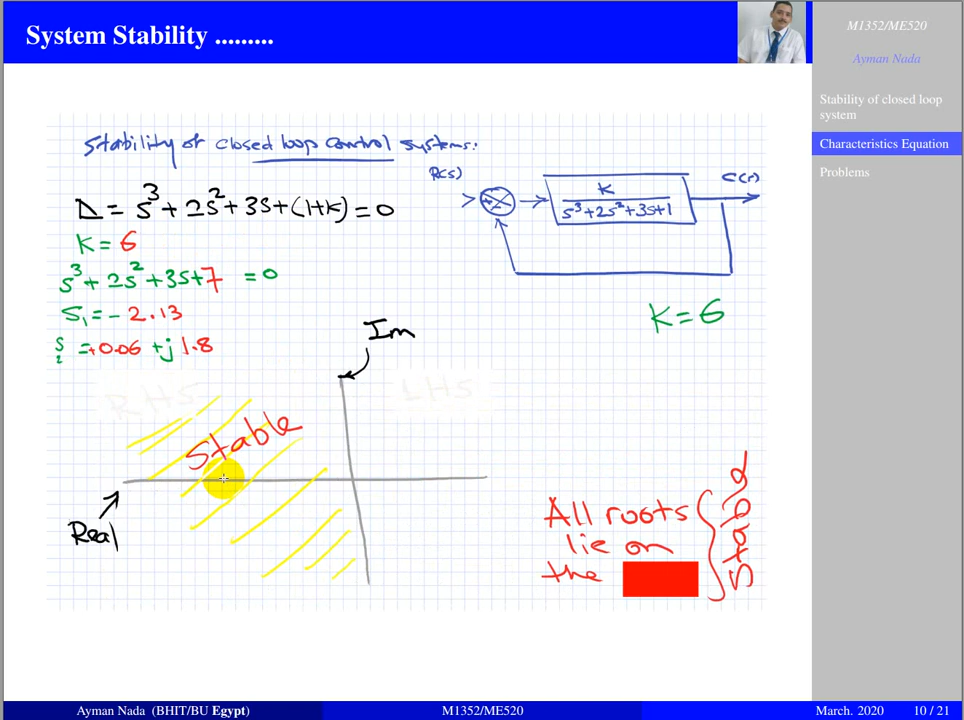 System Stability .........
M1352/ME520
Ayman Nada
Stability of closed loop
system
Characteristics Equation
Problems
Stability of closed loop control systems:
R(s)
C(r)
K
s³+2s²+3s+1
Δ = s³ + 2s² + 3s + (1+K) = 0
K = 6
s³ + 2s² + 3s + 7 = 0
S₁ = - 2.13
S₂ = +0.06 +j 1.8
K = 6
Im
RHS
LHS
Stable
Real
All roots
lie on
the
Stable
Ayman Nada (BHIT/BU Egypt)
M1352/ME520
March. 2020
10 / 21